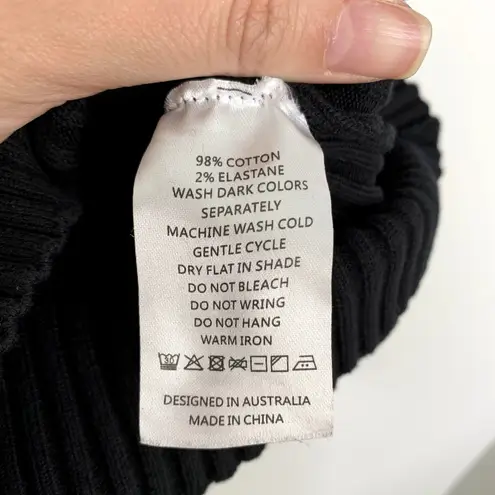 98% COTTON
2% ELASTANE
WASH DARK COLORS
SEPARATELY
MACHINE WASH COLD
GENTLE CYCLE
DRY FLAT IN SHADE
DO NOT BLEACH
DO NOT WRING
DO NOT HANG
WARM IRON
30
DESIGNED IN AUSTRALIA
MADE IN CHINA